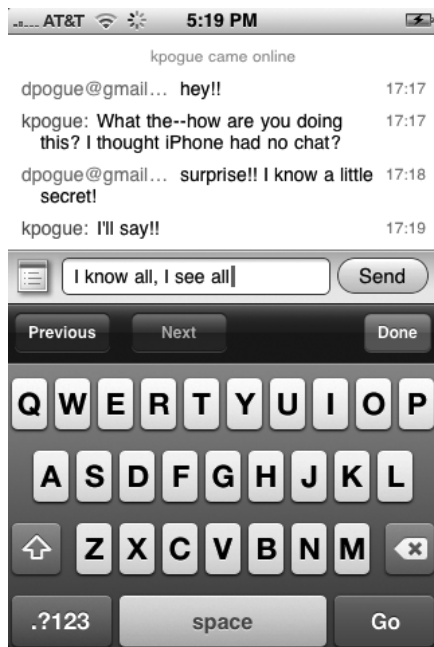 AT&T 5:19 PM
kpogue came online
dpogue@gmail... hey!! 17:17
kpogue: What the--how are you doing 17:17
this? I thought iPhone had no chat?
dpogue@gmail... surprise!! I know a little 17:18
secret!
kpogue: I'll say!! 17:19
I know all, I see all Send
Previous Next Done
Q W E R T Y U I O P
A S D F G H J K L
Z X C V B N M
.?123 space Go